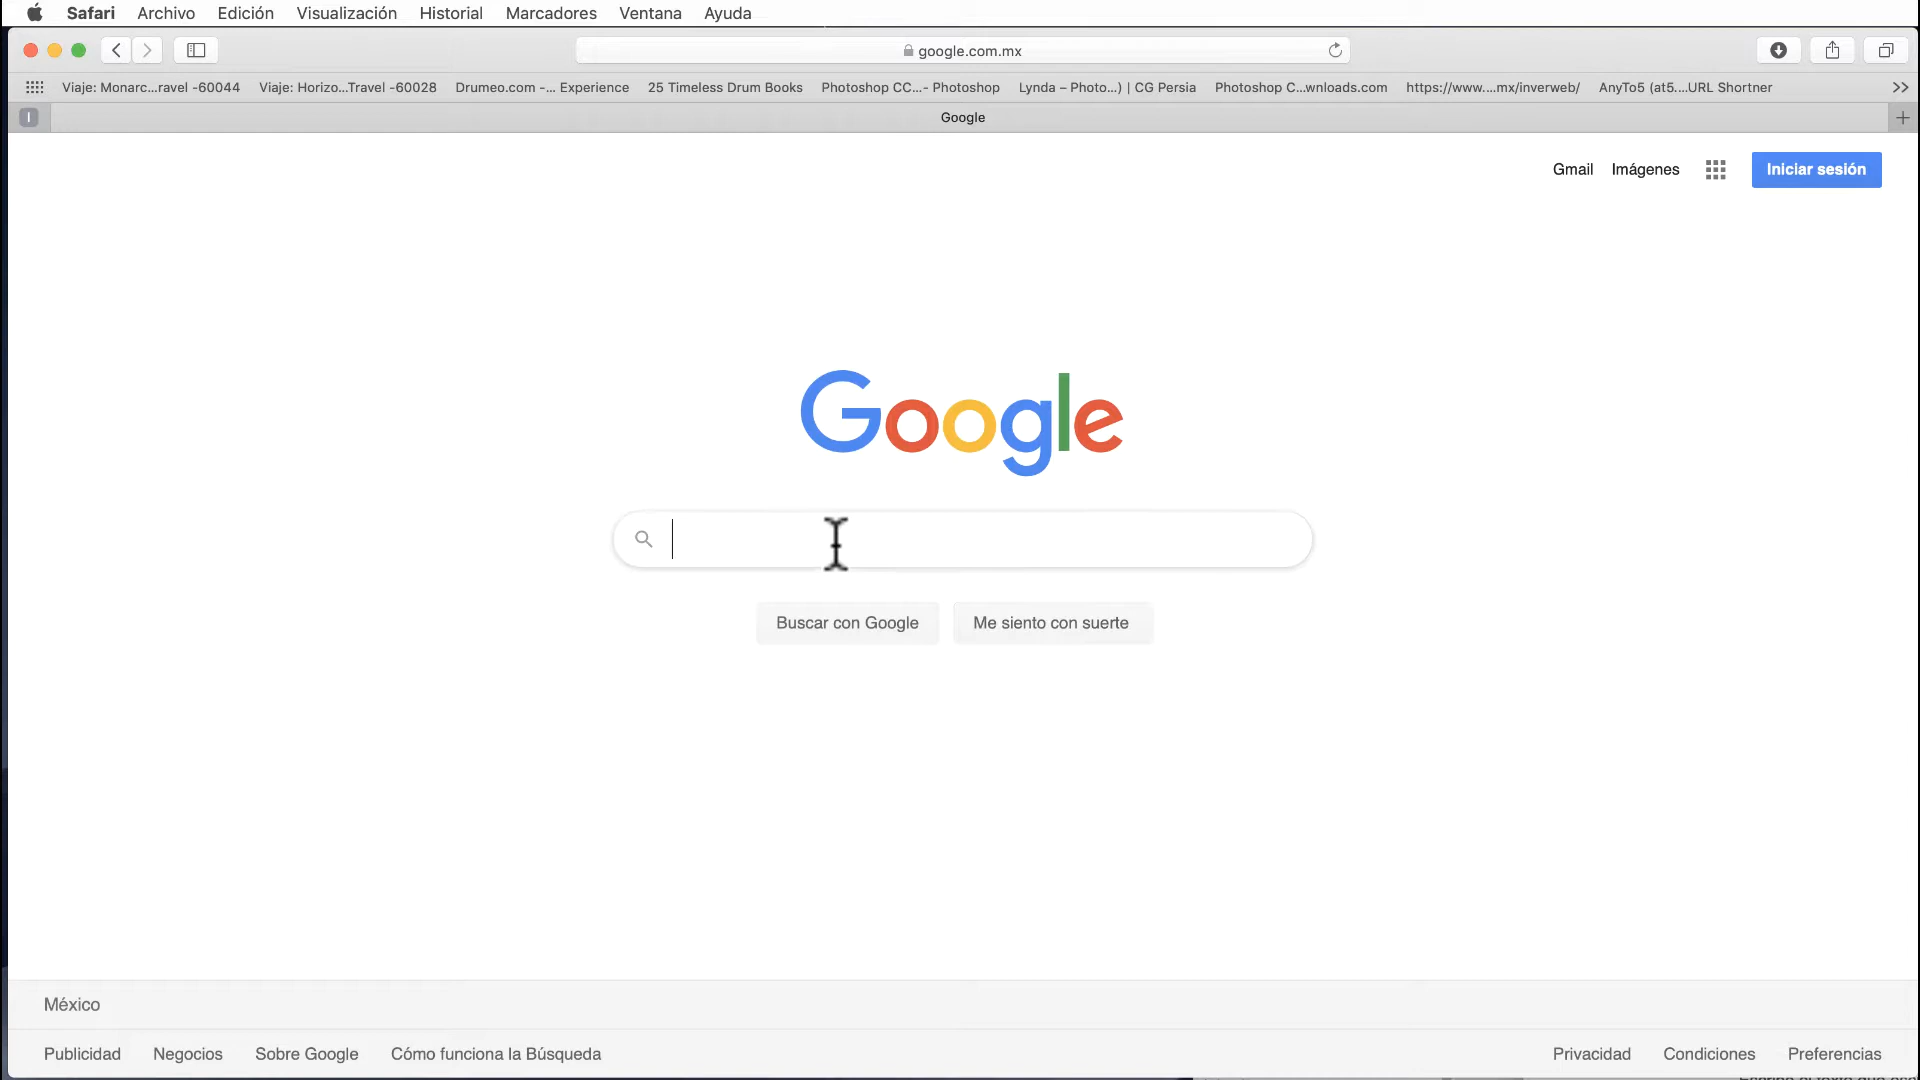 Safari Archivo Edición Visualización Historial Marcadores Ventana Ayuda
google.com.mx
Viaje: Monarc...ravel -60044 Viaje: Horizo...Travel -60028 Drumeo.com -... Experience 25 Timeless Drum Books Photoshop CC...- Photoshop Lynda – Photo...) | CG Persia Photoshop C...wnloads.com https://www....mx/inverweb/ AnyTo5 (at5....URL Shortner
I Google
Gmail Imágenes Iniciar sesión
Google
Buscar con Google Me siento con suerte
México
Publicidad Negocios Sobre Google Cómo funciona la Búsqueda Privacidad Condiciones Preferencias